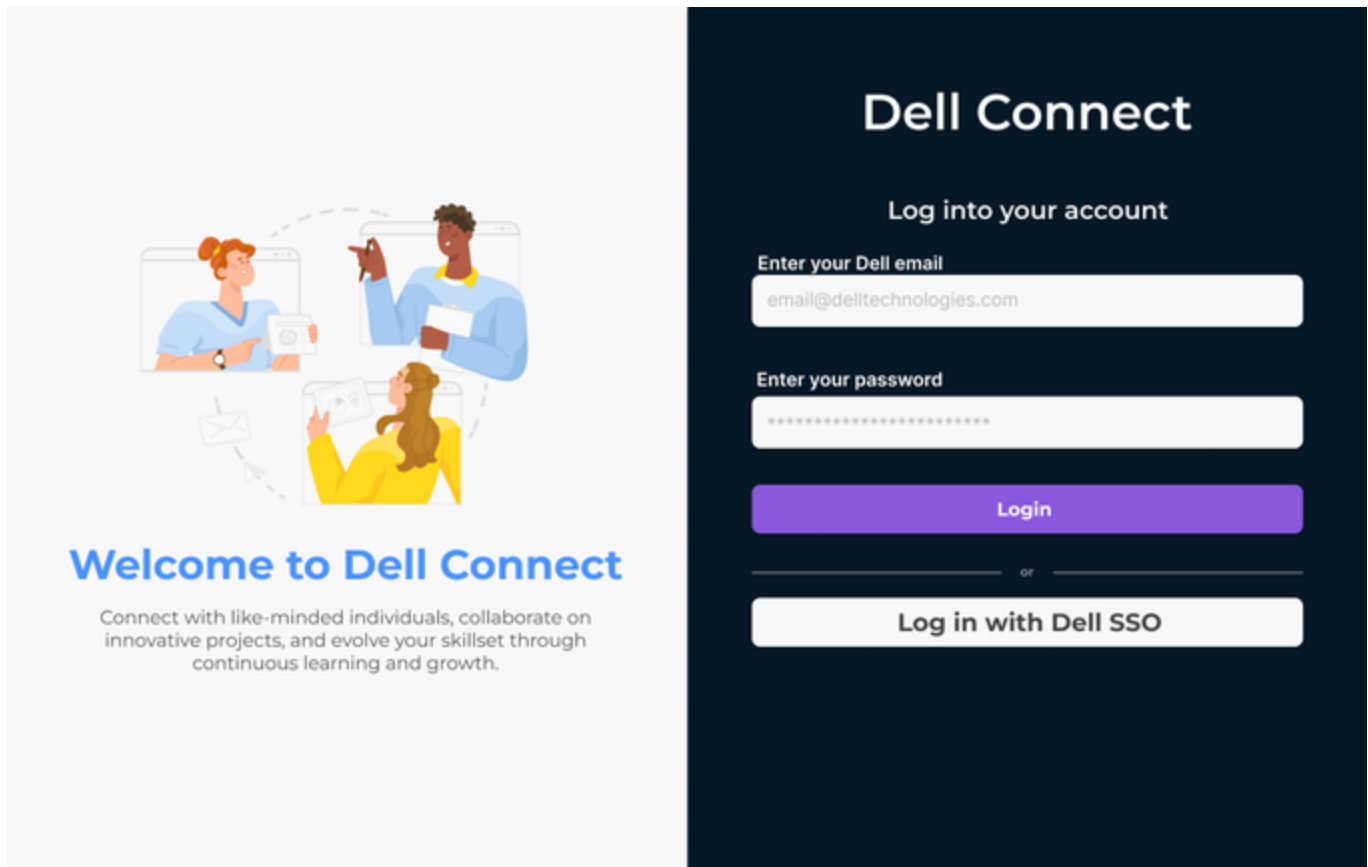 Welcome to Dell Connect
Connect with like-minded individuals, collaborate on
innovative projects, and evolve your skillset through
continuous learning and growth.
Dell Connect
Log into your account
Enter your Dell email
email@delltechnologies.com
Enter your password
************************
Login
or
Log in with Dell SSO